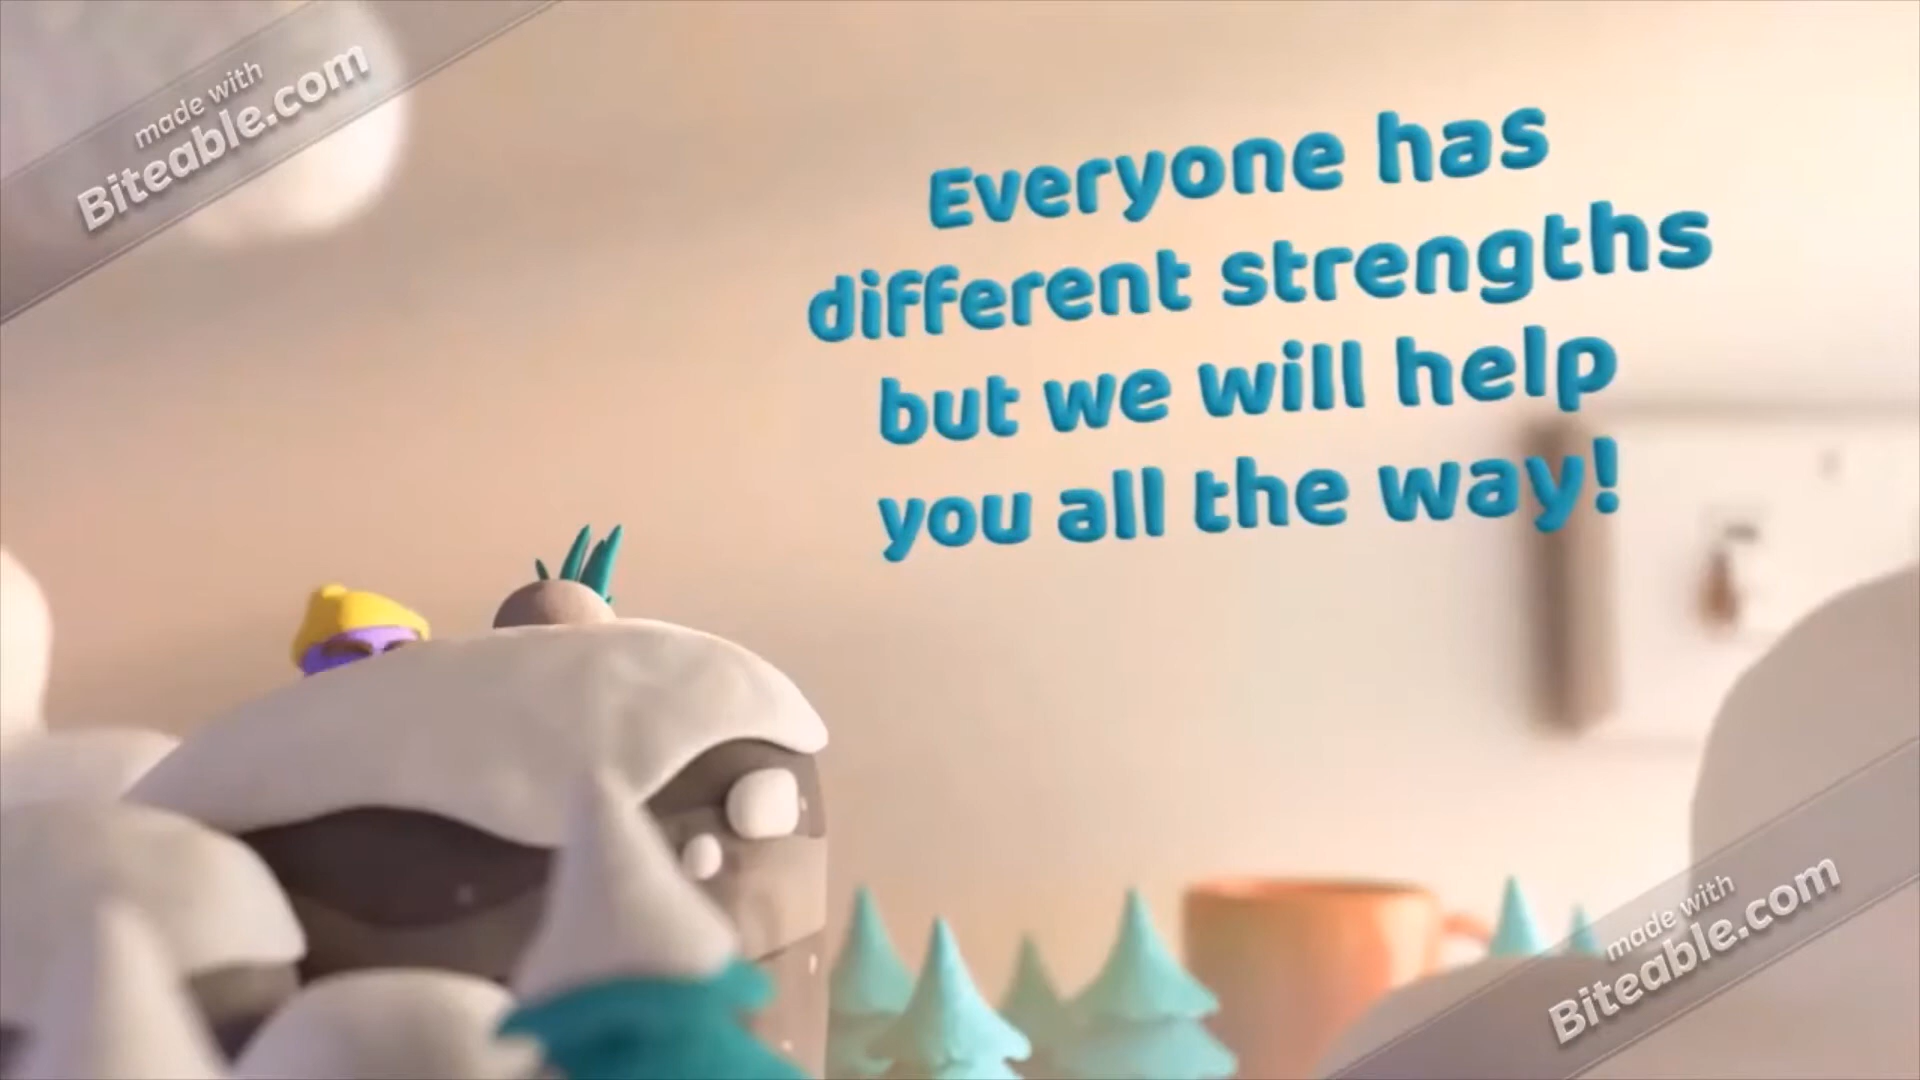 made with
Biteable.com
Everyone has
different strengths
but we will help
you all the way!
made with
Biteable.com